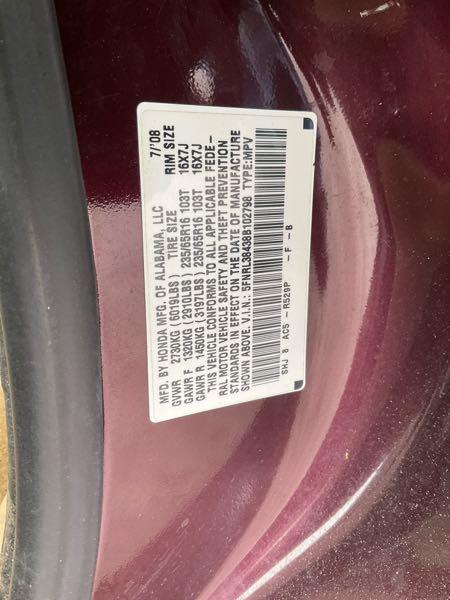 MFD. BY HONDA MFG. OF ALABAMA, LLC 7/'08
GVWR 2730KG (6019LBS) TIRE SIZE RIM SIZE
GAWR F 1320KG (2910LBS) 235/65R16 103T 16X7J
GAWR R 1450KG (3197LBS) 235/65R16 103T 16X7J
THIS VEHICLE CONFORMS TO ALL APPLICABLE FEDE-
RAL MOTOR VEHICLE SAFETY AND THEFT PREVENTION
STANDARDS IN EFFECT ON THE DATE OF MANUFACTURE
SHOWN ABOVE. V.I.N.: 5FNRL38438B102798 TYPE:MPV
SHJ 8 AC5 -R529P - F - B